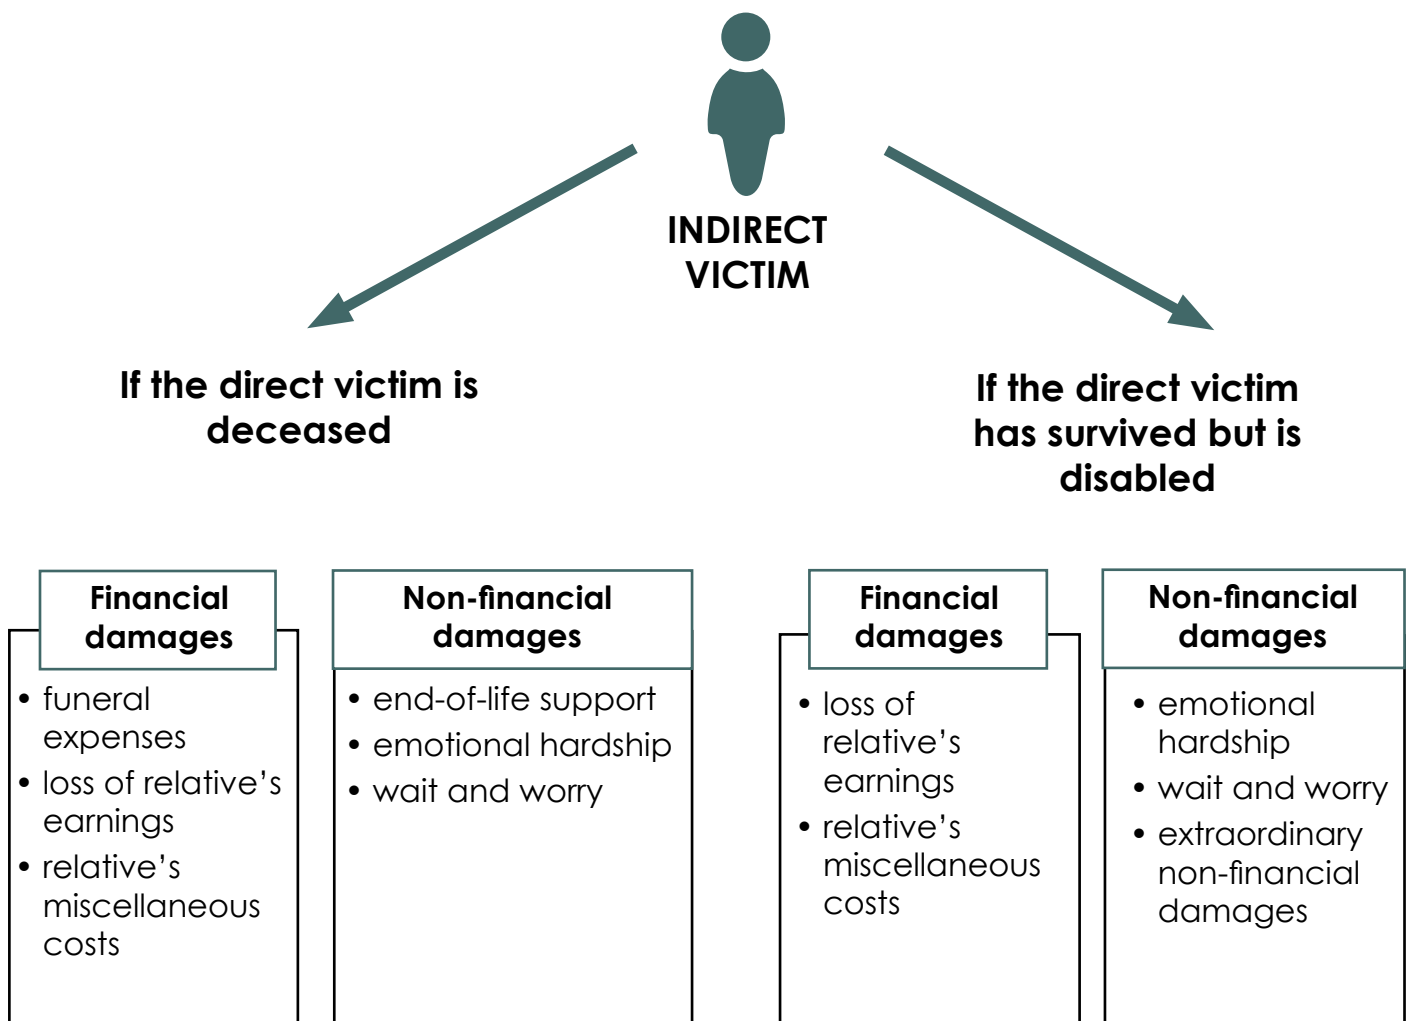 INDIRECT
VICTIM
If the direct victim is
deceased
If the direct victim
has survived but is
disabled
Financial
damages
• funeral
expenses
• loss of relative’s
earnings
• relative’s
miscellaneous
costs
Non-financial
damages
• end-of-life support
• emotional hardship
• wait and worry
Financial
damages
• loss of
relative’s
earnings
• relative’s
miscellaneous
costs
Non-financial
damages
• emotional
hardship
• wait and worry
• extraordinary
non-financial
damages